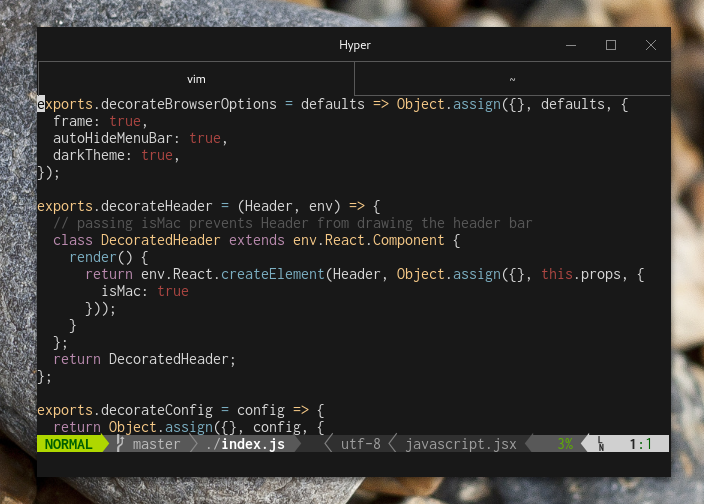 Hyper
vim
~
exports.decorateBrowserOptions = defaults => Object.assign({}, defaults, {
  frame: true,
  autoHideMenuBar: true,
  darkTheme: true,
});
exports.decorateHeader = (Header, env) => {
  // passing isMac prevents Header from drawing the header bar
  class DecoratedHeader extends env.React.Component {
    render() {
      return env.React.createElement(Header, Object.assign({}, this.props, {
        isMac: true
      }));
    }
  };
  return DecoratedHeader;
};
exports.decorateConfig = config => {
  return Object.assign({}, config, {
NORMAL master ./index.js utf-8 javascript.jsx 3% LN 1:1